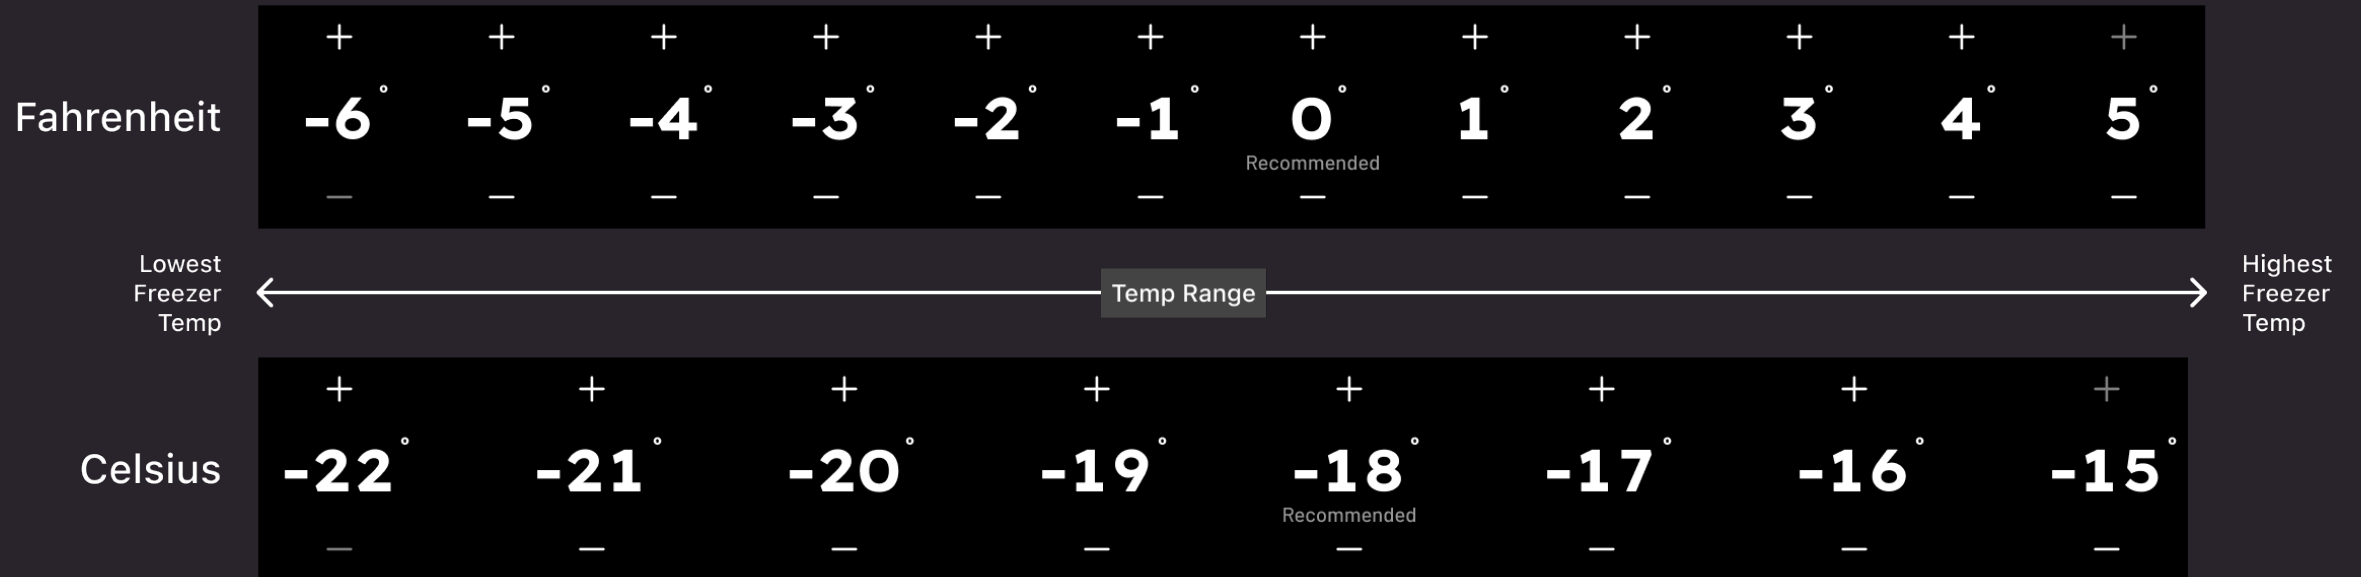 + + + + + + + + + + + +
Fahrenheit -6° -5° -4° -3° -2° -1° 0° 1° 2° 3° 4° 5°
Recommended
— — — — — — — — — — — —
Lowest
Freezer
Temp
Temp Range
Highest
Freezer
Temp
+ + + + + + + +
Celsius -22° -21° -20° -19° -18° -17° -16° -15°
Recommended
— — — — — — — —